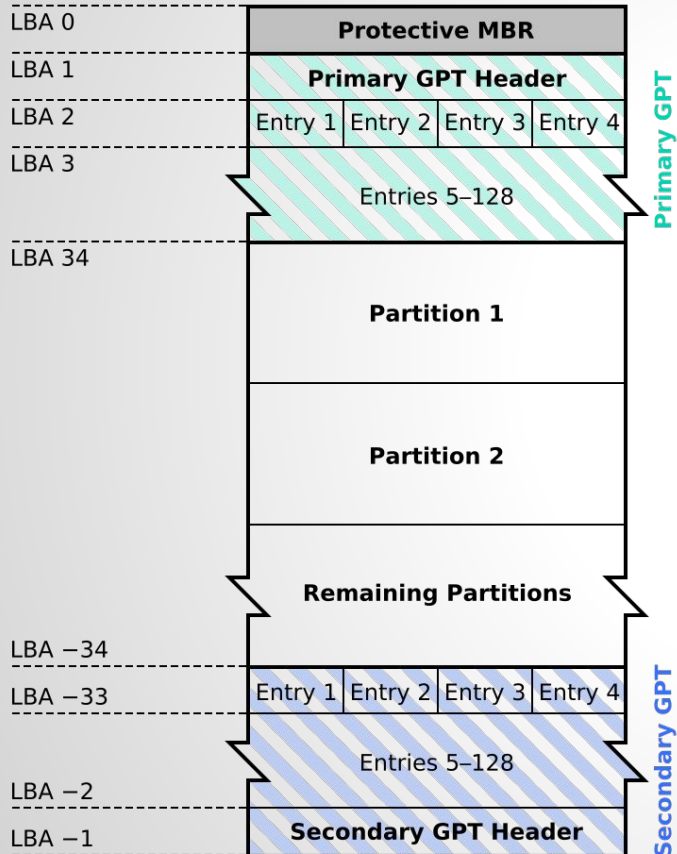 LBA 0
Protective MBR
LBA 1
Primary GPT Header
LBA 2
Entry 1
Entry 2
Entry 3
Entry 4
LBA 3
Entries 5–128
Primary GPT
LBA 34
Partition 1
Partition 2
Remaining Partitions
LBA −34
LBA −33
Entry 1
Entry 2
Entry 3
Entry 4
Entries 5–128
LBA −2
LBA −1
Secondary GPT Header
Secondary GPT